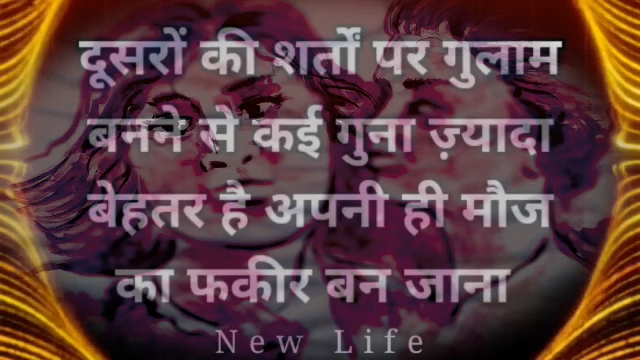 दूसरों की शर्तों पर गुलाम
बनने से कई गुना ज़्यादा
बेहतर है अपनी ही मौज
का फकीर बन जाना
New Life